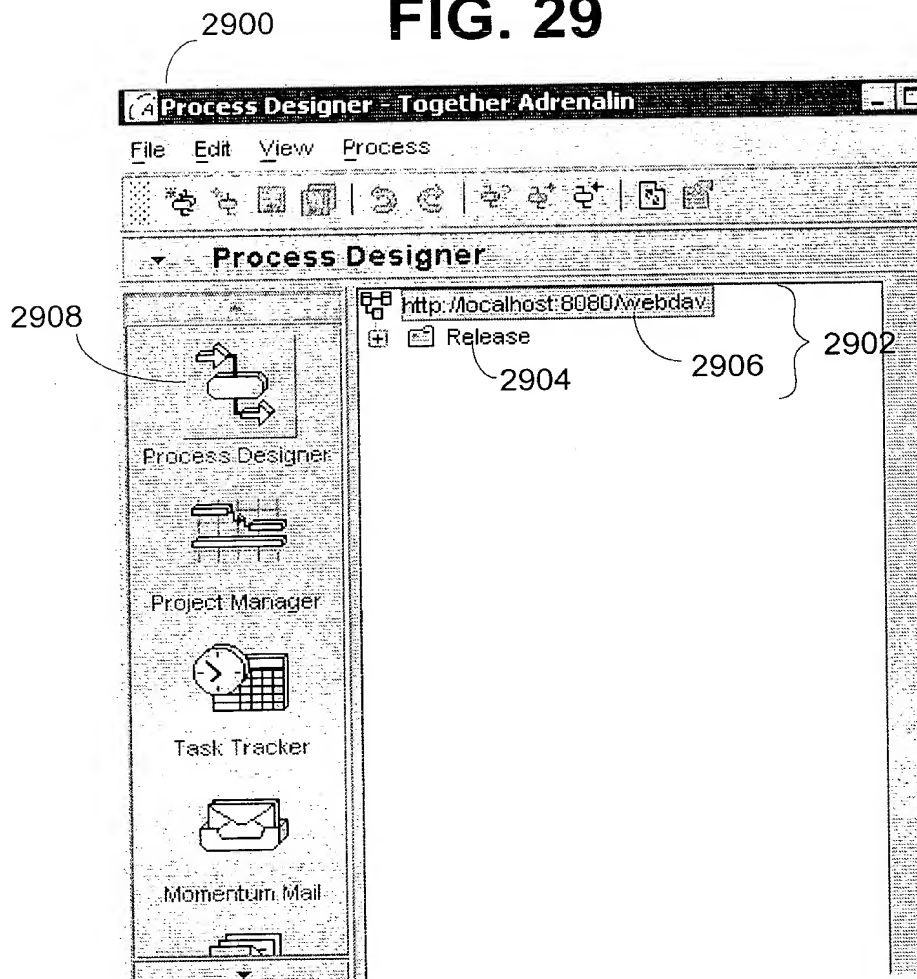 FIG. 29
2900
Process Designer - Together Adrenalin
File Edit View Process
Process Designer
2908
http://localhost:8080/webdav
2902
Release
2904
2906
Process Designer
Project Manager
Task Tracker
Momentum Mail